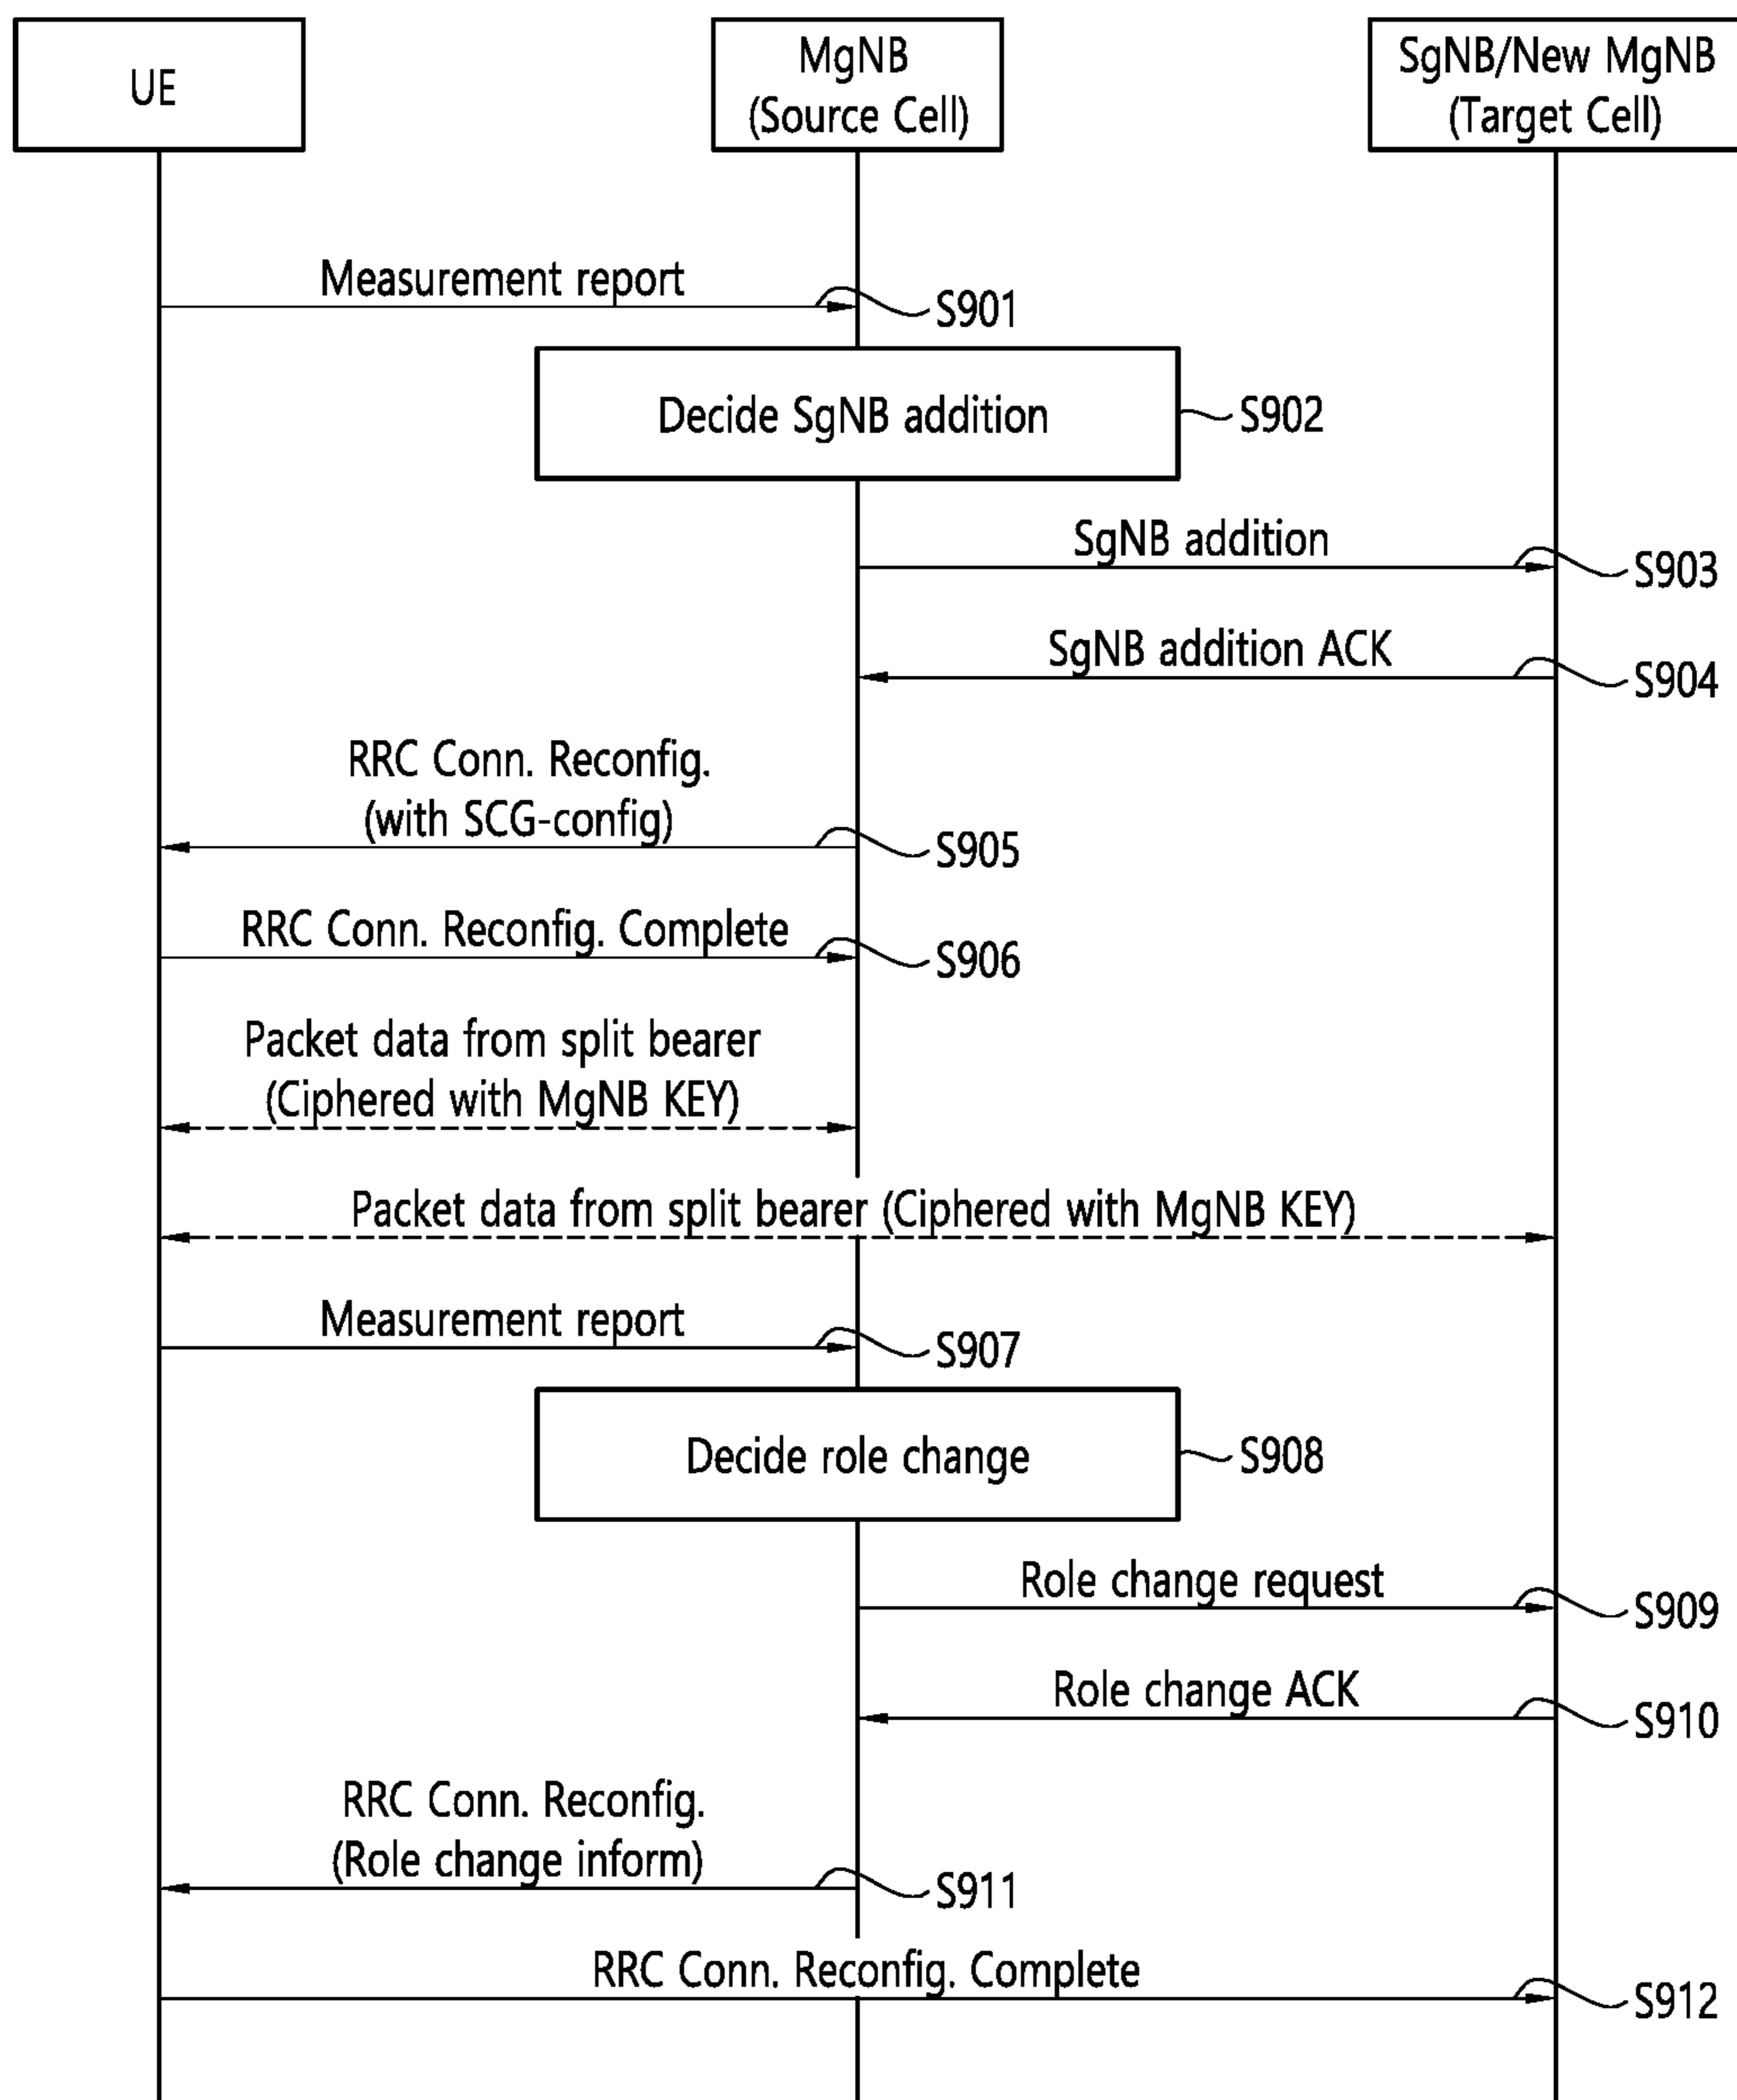 UE
MgNB
(Source Cell)
SgNB/New MgNB
(Target Cell)
Measurement report
S901
Decide SgNB addition
S902
SgNB addition
S903
SgNB addition ACK
S904
RRC Conn. Reconfig.
(with SCG-config)
S905
RRC Conn. Reconfig. Complete
S906
Packet data from split bearer
(Ciphered with MgNB KEY)
Packet data from split bearer (Ciphered with MgNB KEY)
Measurement report
S907
Decide role change
S908
Role change request
S909
Role change ACK
S910
RRC Conn. Reconfig.
(Role change inform)
S911
RRC Conn. Reconfig. Complete
S912